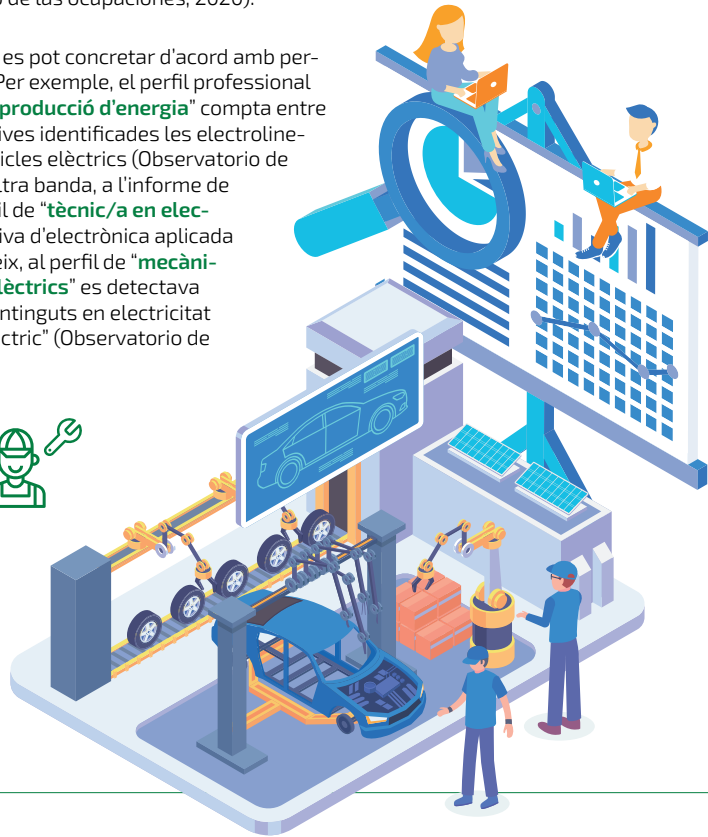 de las ocupaciones, 2020).
es pot concretar d’acord amb per-
Per exemple, el perfil professional
producció d’energia” compta entre
ives identificades les electroline-
icles elèctrics (Observatorio de
ltra banda, a l’informe de
il de “tècnic/a en elec-
iva d’electrònica aplicada
eix, al perfil de “mecàni-
lèctrics” es detectava
ntinguts en electricitat
ctric” (Observatorio de